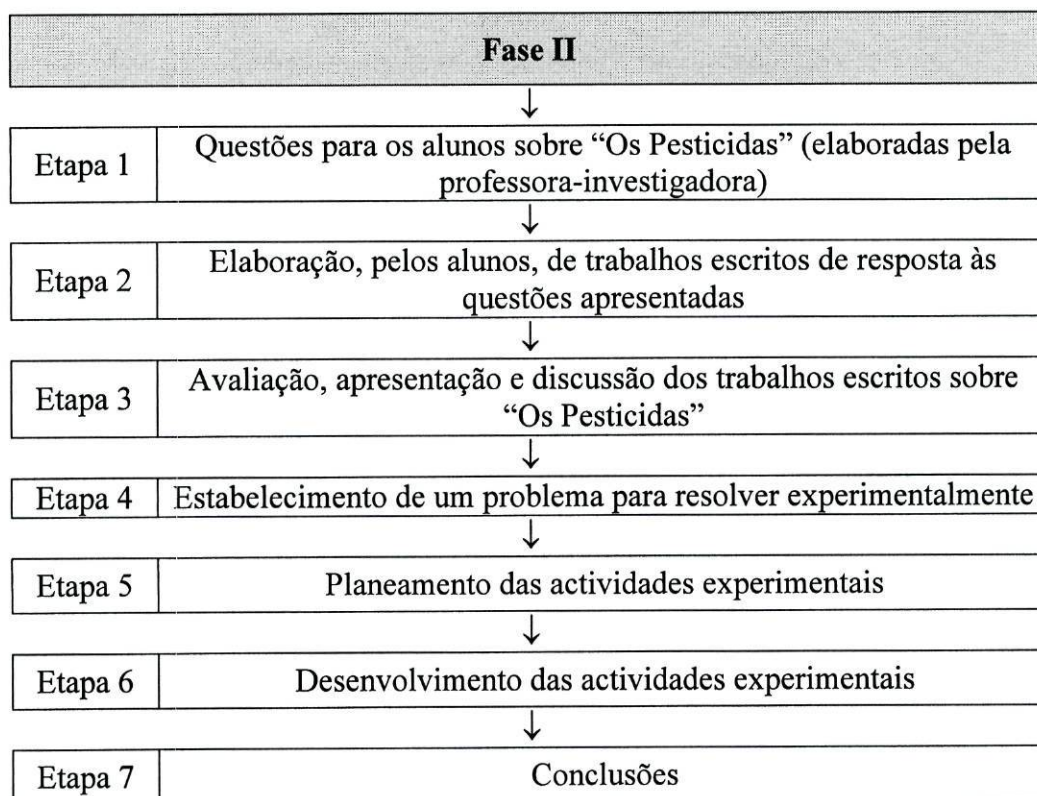 Fase II
↓
Etapa 1
Questões para os alunos sobre “Os Pesticidas” (elaboradas pela
professora-investigadora)
↓
Etapa 2
Elaboração, pelos alunos, de trabalhos escritos de resposta às
questões apresentadas
↓
Etapa 3
Avaliação, apresentação e discussão dos trabalhos escritos sobre
“Os Pesticidas”
↓
Etapa 4
Estabelecimento de um problema para resolver experimentalmente
↓
Etapa 5
Planeamento das actividades experimentais
↓
Etapa 6
Desenvolvimento das actividades experimentais
↓
Etapa 7
Conclusões